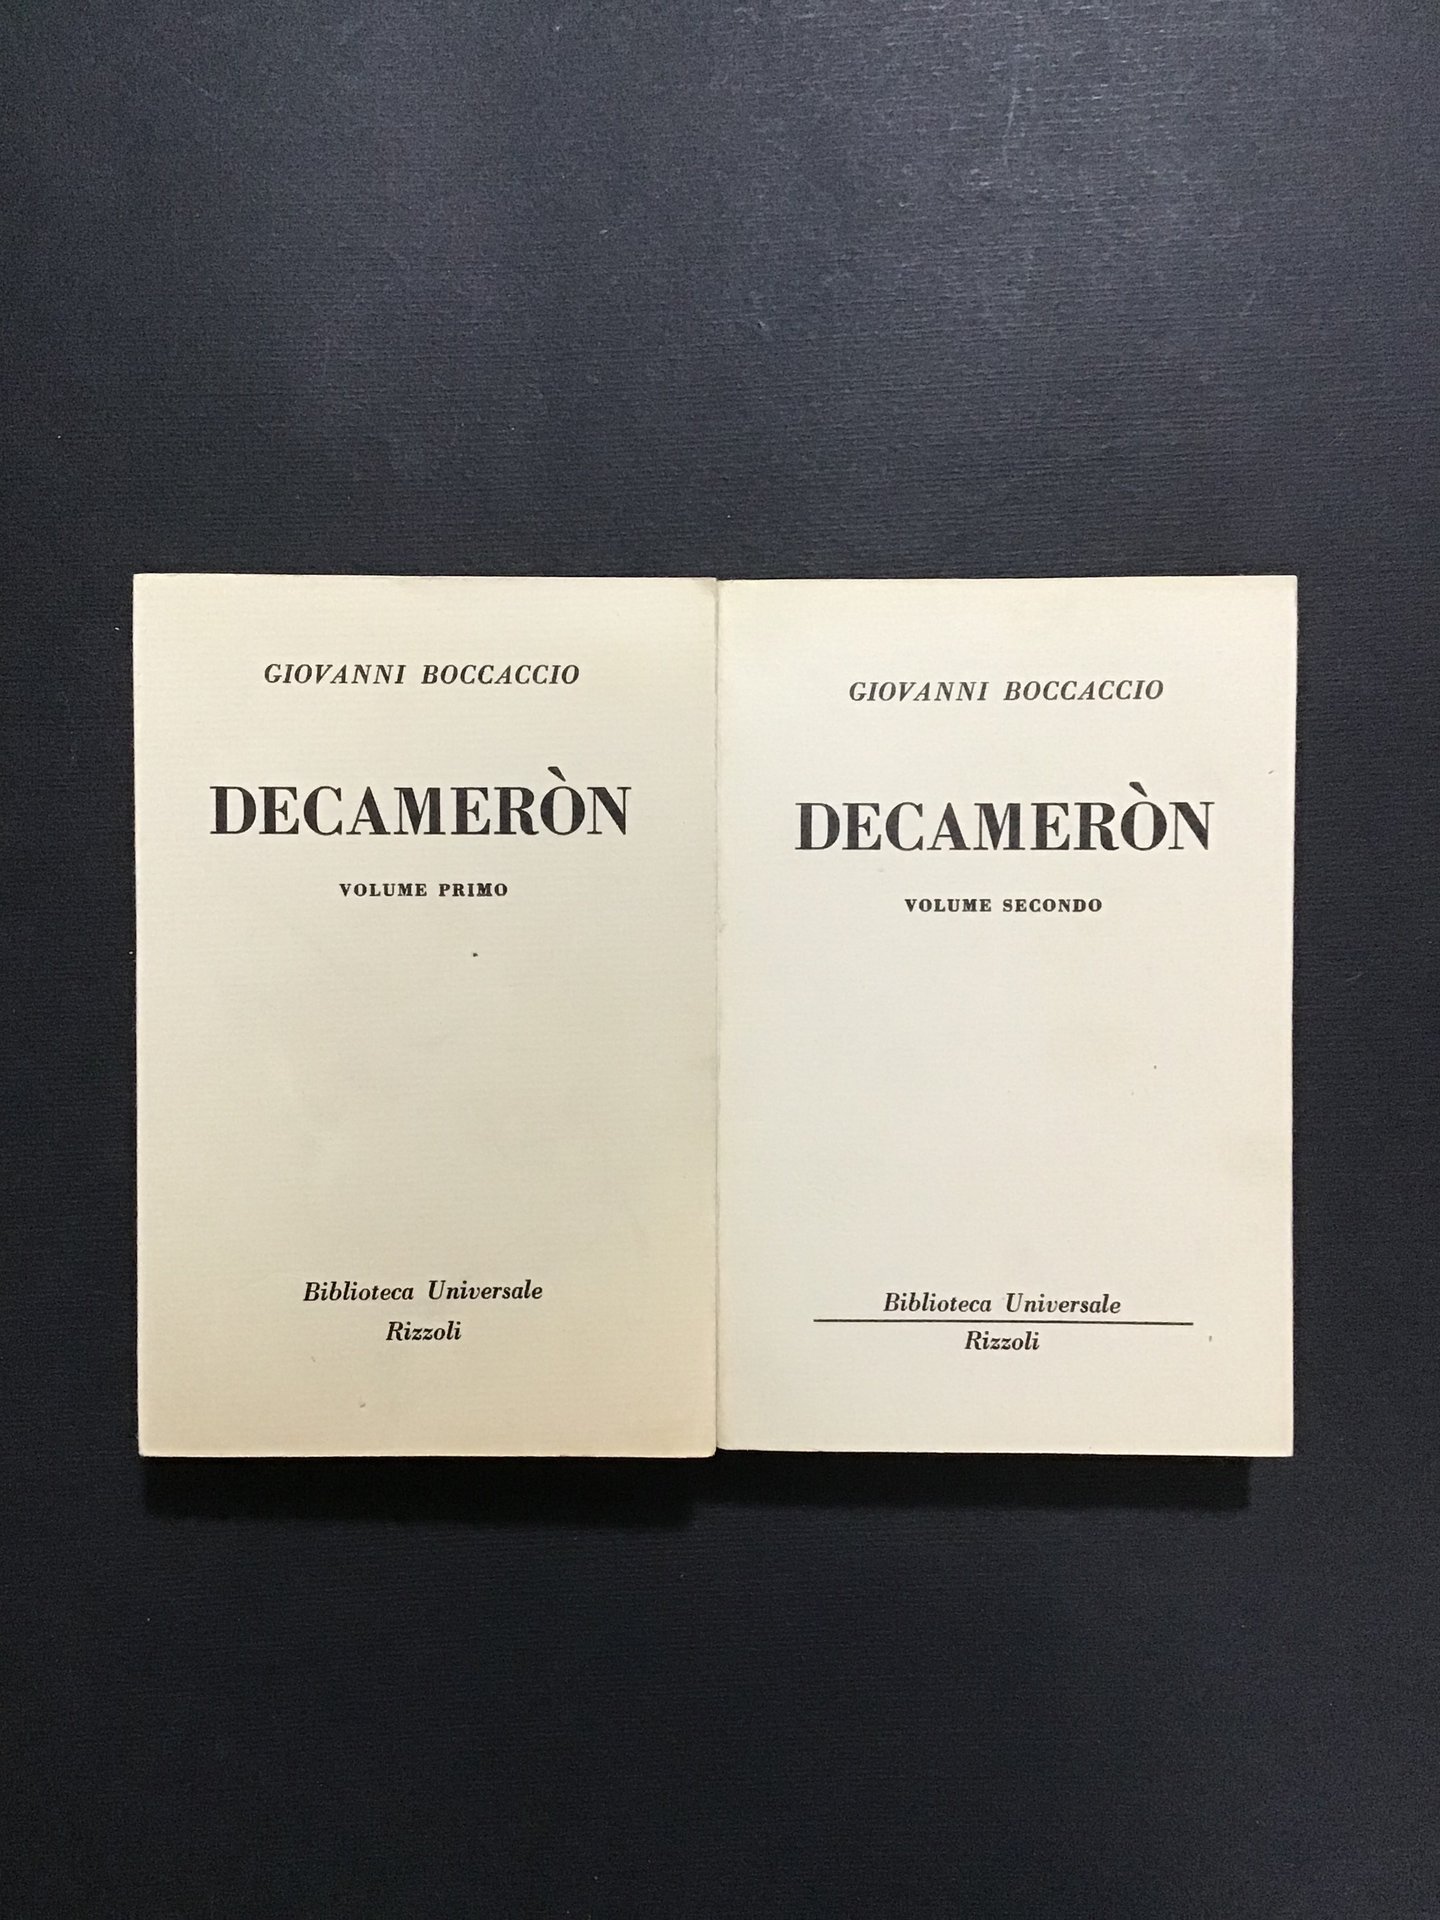 GIOVANNI BOCCACCIO
DECAMERÒN
VOLUME PRIMO
Biblioteca Universale
Rizzoli
GIOVANNI BOCCACCIO
DECAMERÒN
VOLUME SECONDO
Biblioteca Universale
Rizzoli